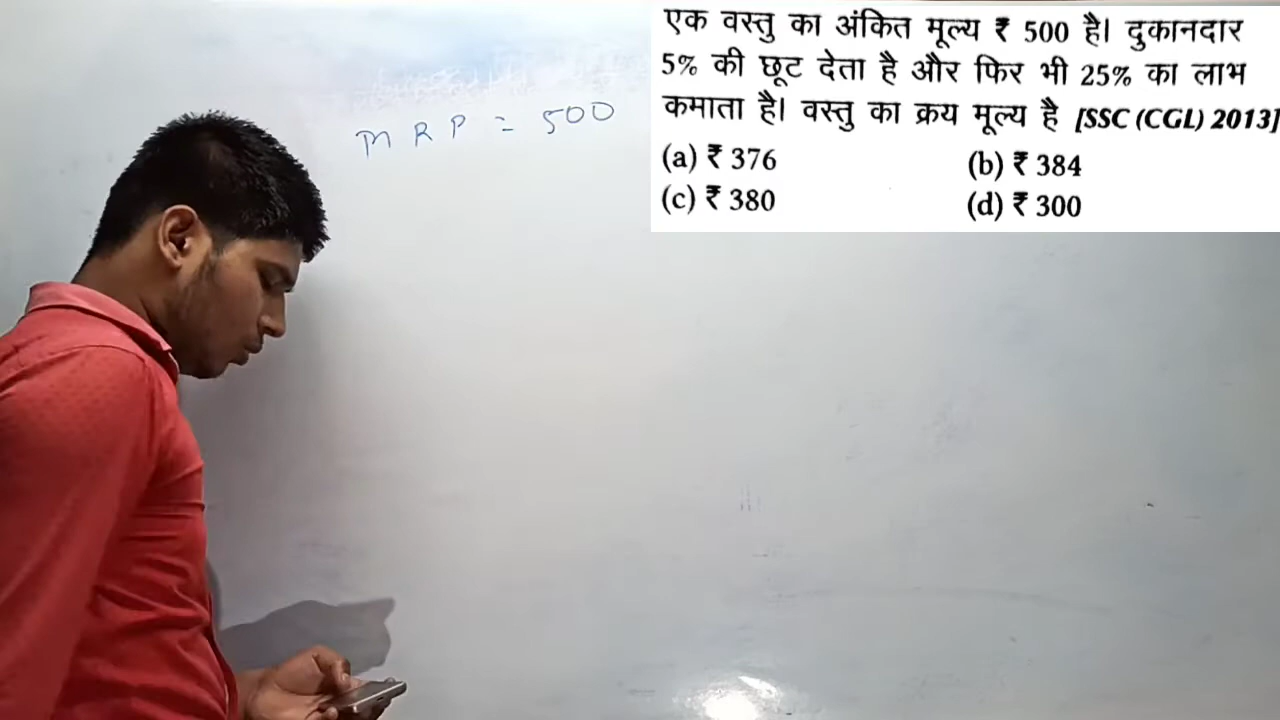 एक वस्तु का अंकित मूल्य ₹ 500 है। दुकानदार
5% की छूट देता है और फिर भी 25% का लाभ
कमाता है। वस्तु का क्रय मूल्य है [SSC (CGL) 2013]
(a) ₹ 376 (b) ₹ 384
(c) ₹ 380 (d) ₹ 300
MRP = 500